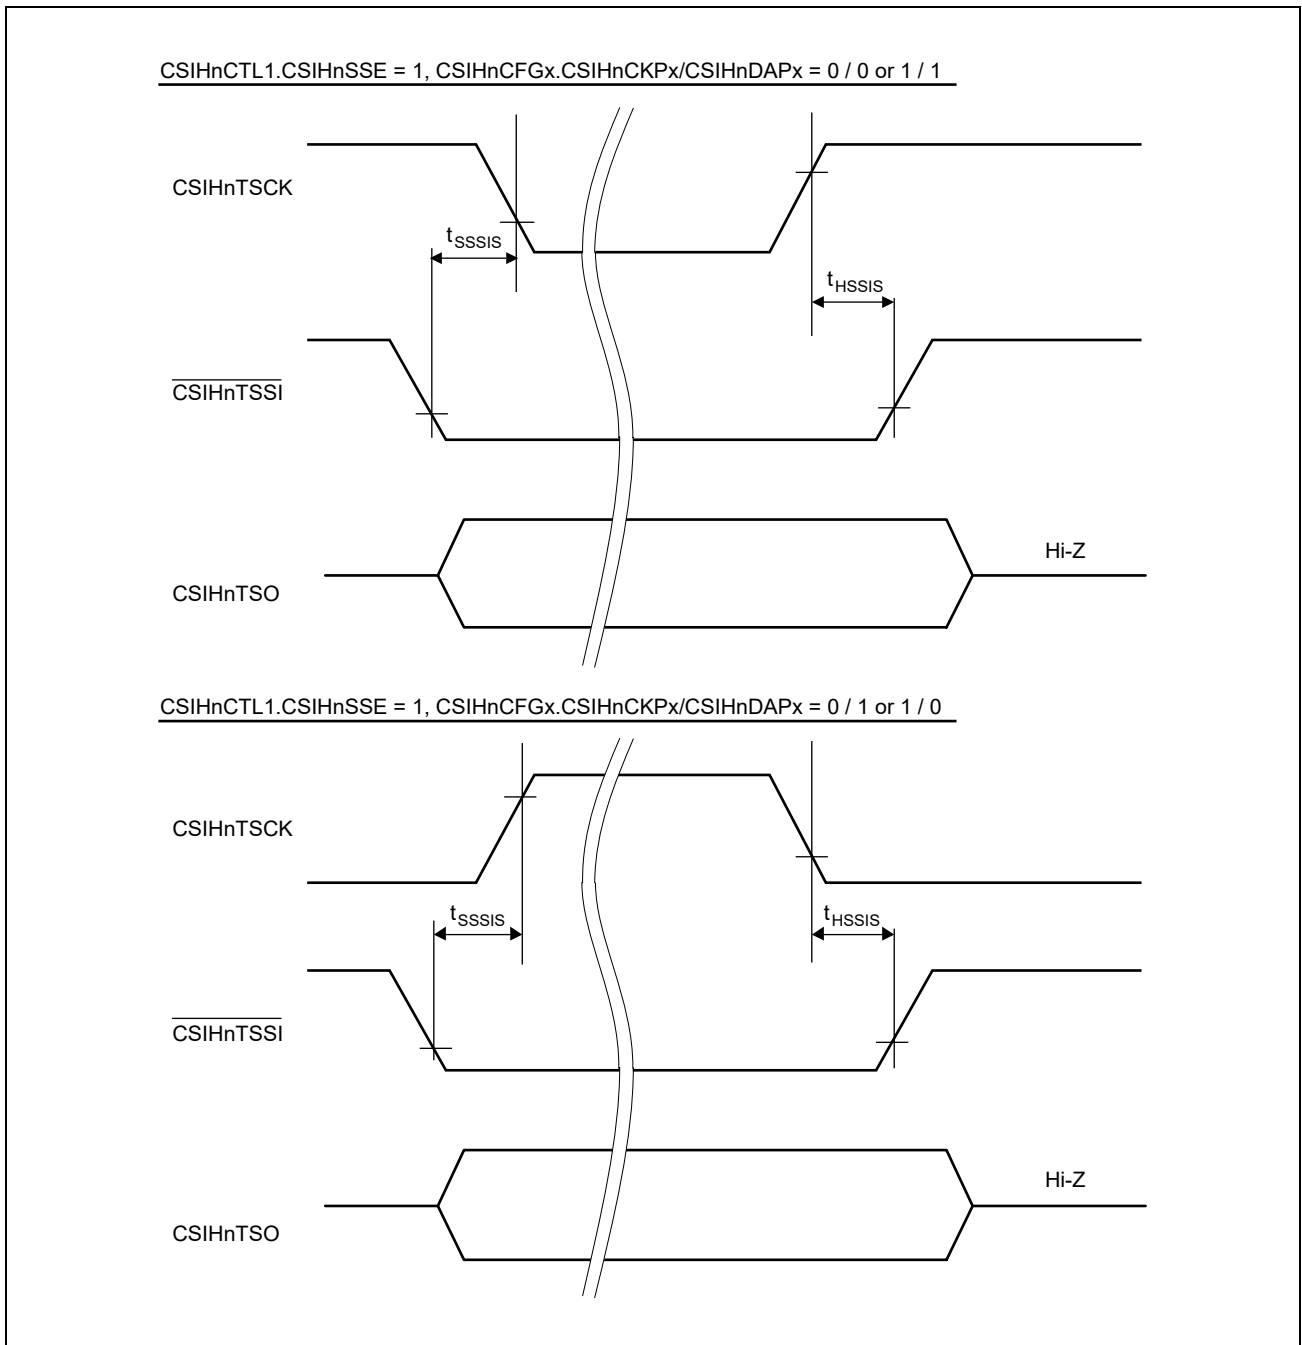 CSIHnCTL1.CSIHnSSE = 1, CSIHnCFGx.CSIHnCKPx/CSIHnDAPx = 0 / 0 or 1 / 1
CSIHnTSCK
tSSSIS
tHSSIS
CSIHnTSSI
Hi-Z
CSIHnTSO
CSIHnCTL1.CSIHnSSE = 1, CSIHnCFGx.CSIHnCKPx/CSIHnDAPx = 0 / 1 or 1 / 0
CSIHnTSCK
tSSSIS
tHSSIS
CSIHnTSSI
Hi-Z
CSIHnTSO